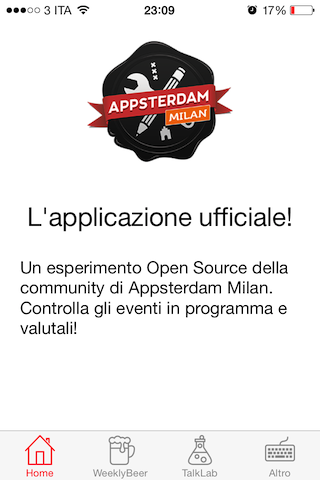 3 ITA 23:09 17%
APPSTERDAM
MILAN
L'applicazione ufficiale!
Un esperimento Open Source della
community di Appsterdam Milan.
Controlla gli eventi in programma e
valutali!
Home WeeklyBeer TalkLab Altro